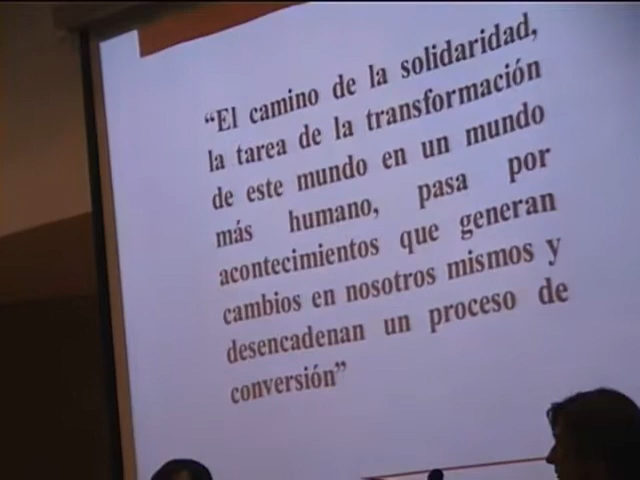 “El camino de la solidaridad,
la tarea de la transformación
de este mundo en un mundo
más humano, pasa por
acontecimientos que generan
cambios en nosotros mismos y
desencadenan un proceso de
conversión”